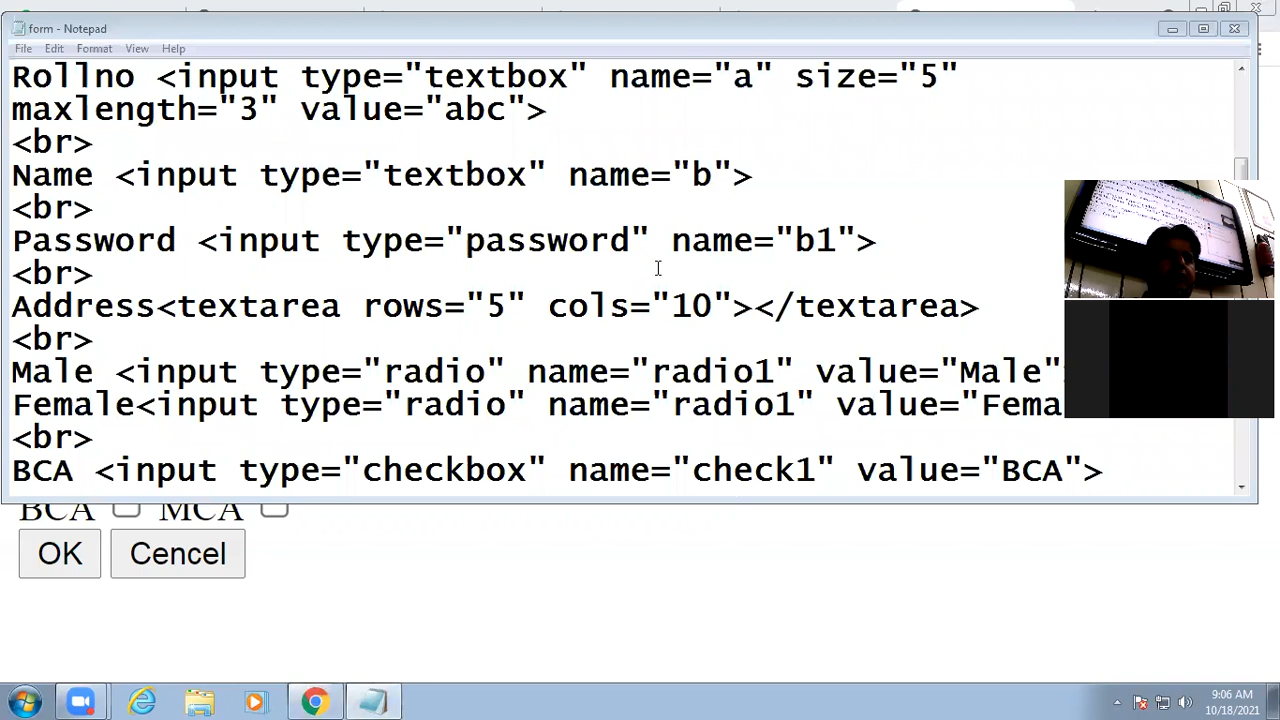 form - Notepad
File Edit Format View Help
Rollno <input type="textbox" name="a" size="5"
maxlength="3" value="abc">
<br>
Name <input type="textbox" name="b">
<br>
Password <input type="password" name="b1">
<br>
Address<textarea rows="5" cols="10"></textarea>
<br>
Male <input type="radio" name="radio1" value="Male"
Female<input type="radio" name="radio1" value="Fema
<br>
BCA <input type="checkbox" name="check1" value="BCA">
BCA MCA
OK Cencel
9:06 AM
10/18/2021